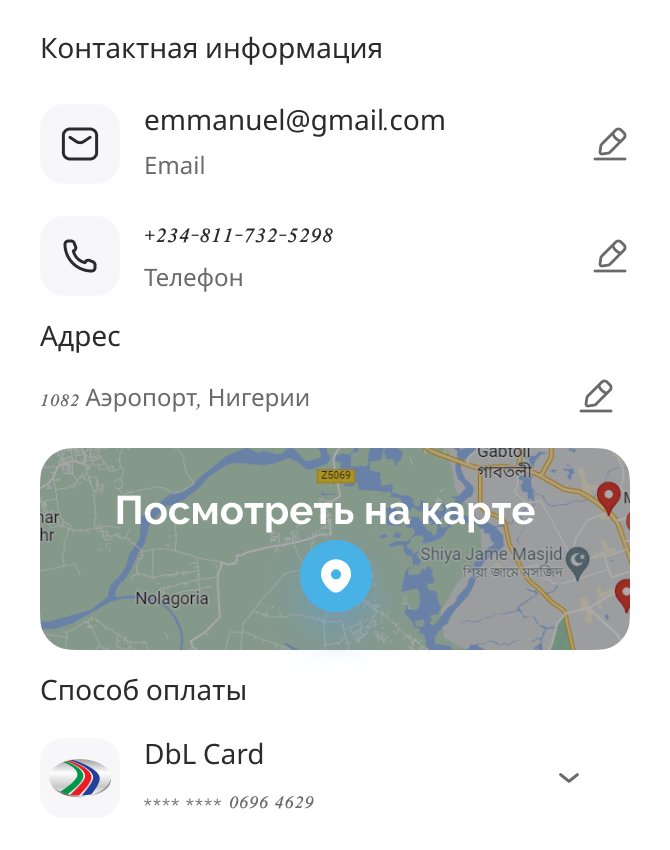 Контактная информация
emmanuel@gmail.com
Email
+234-811-732-5298
Телефон
Адрес
1082 Аэропорт, Нигерии
Gabtoli
গাবতলী
Z5069
Посмотреть на карте
nar
hr
M
Shiya Jame Masjid
শিয়া জামে মসজিদ
Nolagoria
Способ оплаты
DbL Card
**** **** 0696 4629